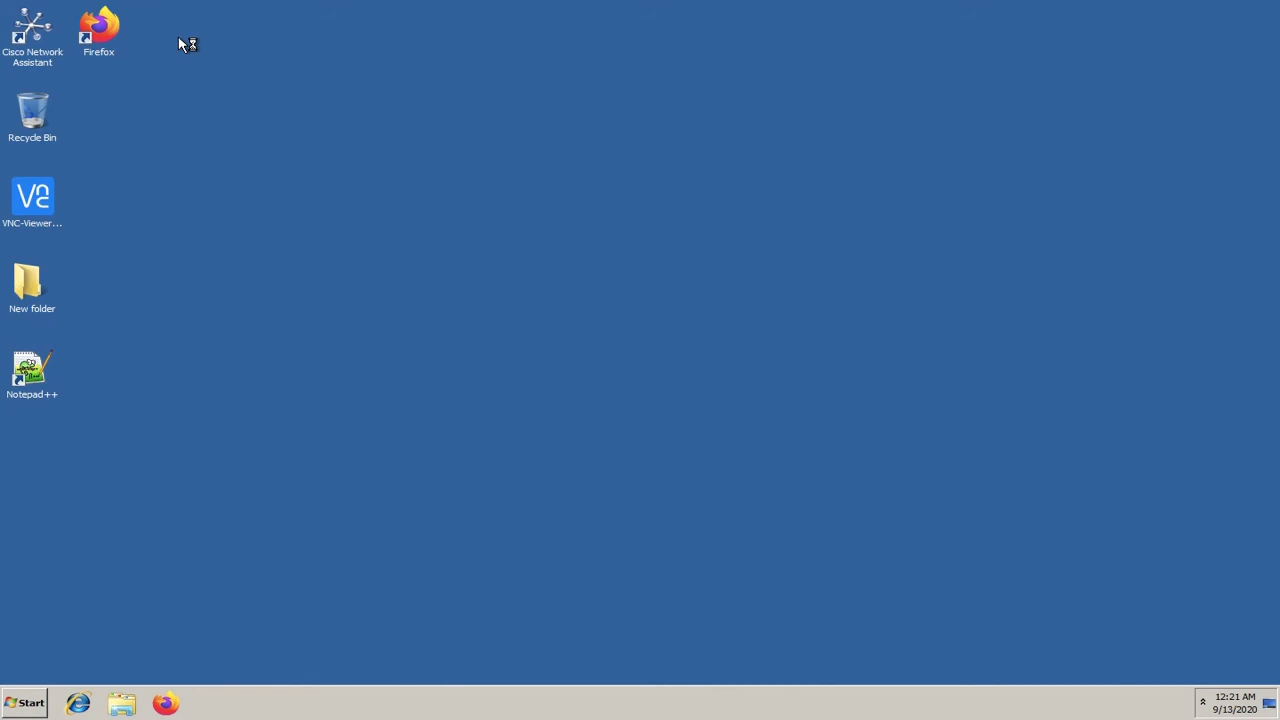 Cisco Network
Assistant
Firefox
Recycle Bin
VNC-Viewer...
New folder
Notepad++
Start
12:21 AM
9/13/2020